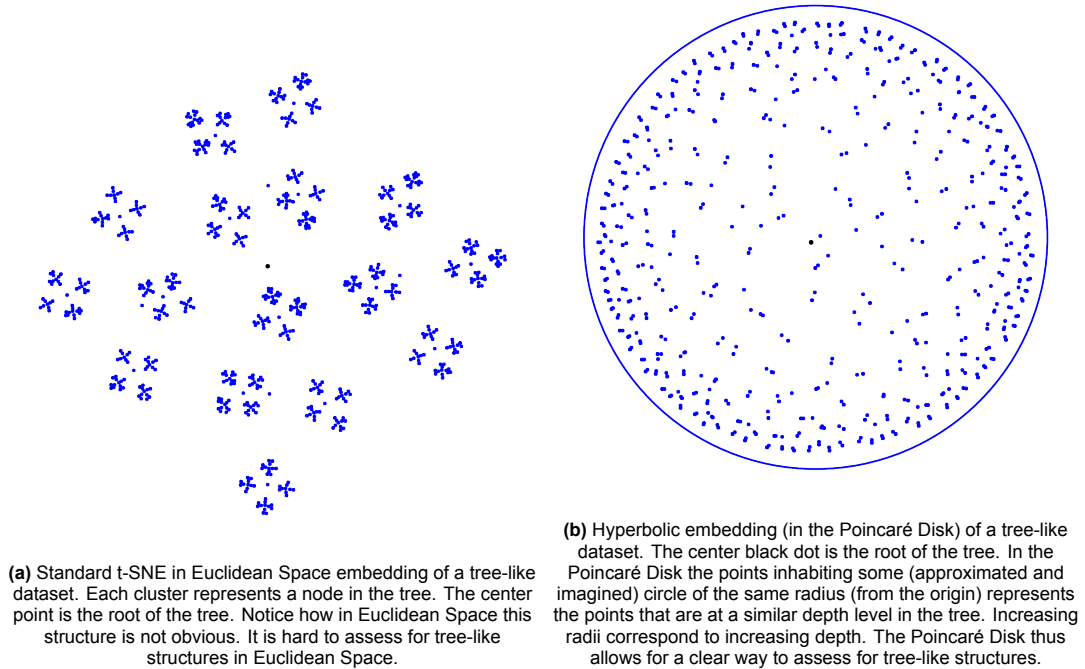 (a) Standard t-SNE in Euclidean Space embedding of a tree-like
dataset. Each cluster represents a node in the tree. The center
point is the root of the tree. Notice how in Euclidean Space this
structure is not obvious. It is hard to assess for tree-like
structures in Euclidean Space.
(b) Hyperbolic embedding (in the Poincaré Disk) of a tree-like
dataset. The center black dot is the root of the tree. In the
Poincaré Disk the points inhabiting some (approximated and
imagined) circle of the same radius (from the origin) represents
the points that are at a similar depth level in the tree. Increasing
radii correspond to increasing depth. The Poincaré Disk thus
allows for a clear way to assess for tree-like structures.